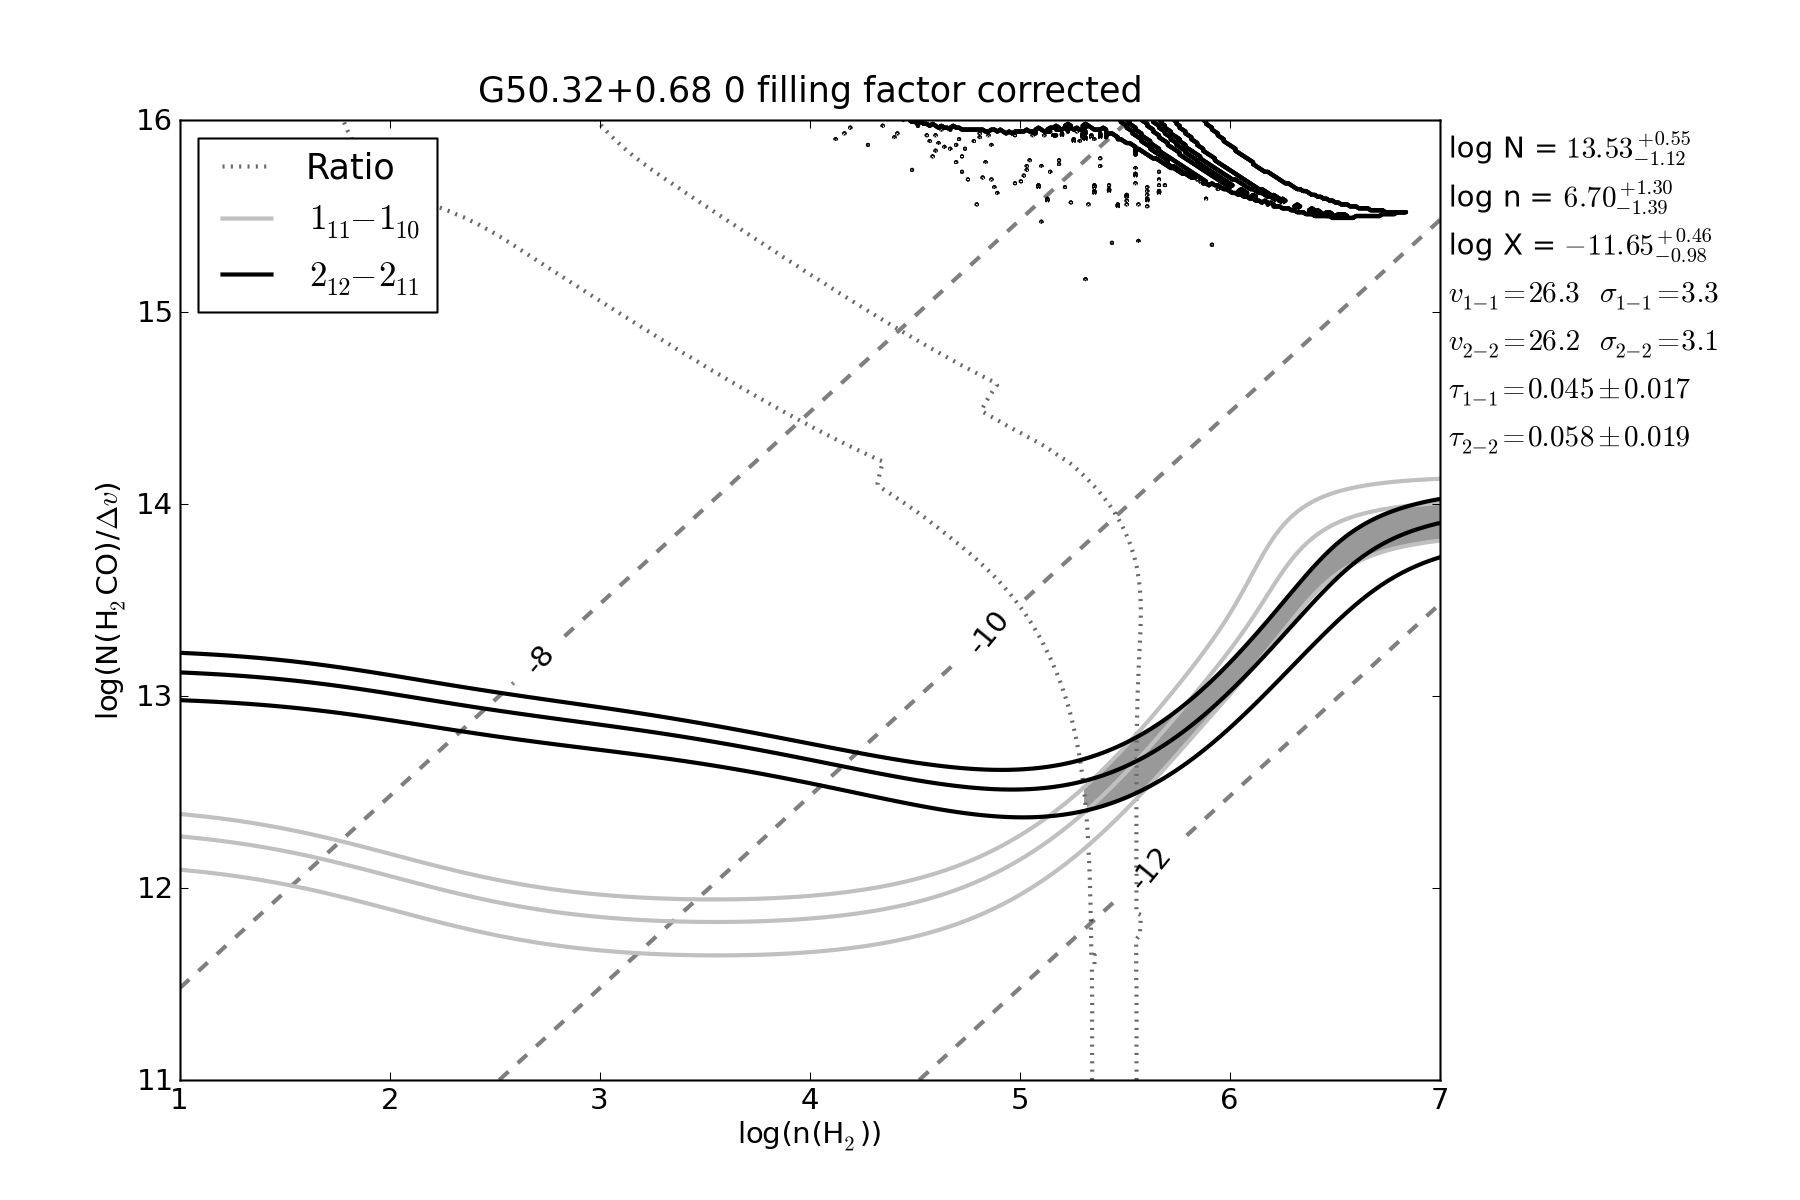 G50.32+0.68 0 filling factor corrected
16
15
14
13
12
11
log(N(H₂CO)/Δv)
Ratio
1₁₁−1₁₀
2₁₂−2₁₁
-8
-10
-12
1 2 3 4 5 6 7
log(n(H₂))
log N = 13.53 +0.55 −1.12
log n = 6.70 +1.30 −1.39
log X = −11.65 +0.46 −0.98
v₁₋₁=26.3 σ₁₋₁=3.3
v₂₋₂=26.2 σ₂₋₂=3.1
τ₁₋₁=0.045±0.017
τ₂₋₂=0.058±0.019